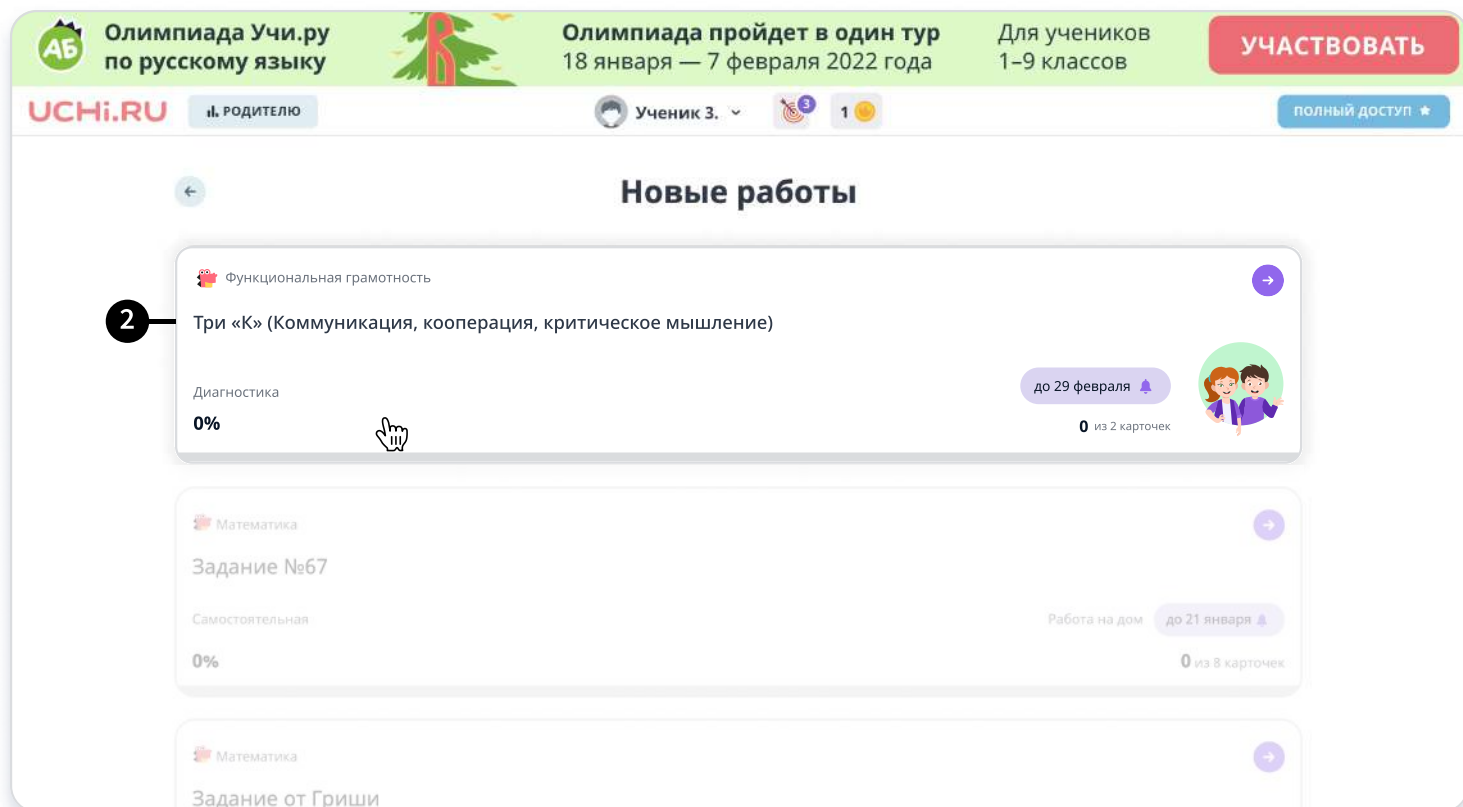 АБ
Олимпиада Учи.ру
по русскому языку
Олимпиада пройдет в один тур
18 января — 7 февраля 2022 года
Для учеников
1–9 классов
УЧАСТВОВАТЬ
UCHi.RU
РОДИТЕЛЮ
Ученик З.
3
1
ПОЛНЫЙ ДОСТУП
Новые работы
Функциональная грамотность
2
Три «К» (Коммуникация, кооперация, критическое мышление)
Диагностика
до 29 февраля
0%
0 из 2 карточек
Математика
Задание №67
Самостоятельная
Работа на дом
до 21 января
0%
0 из 8 карточек
Математика
Задание от Гриши